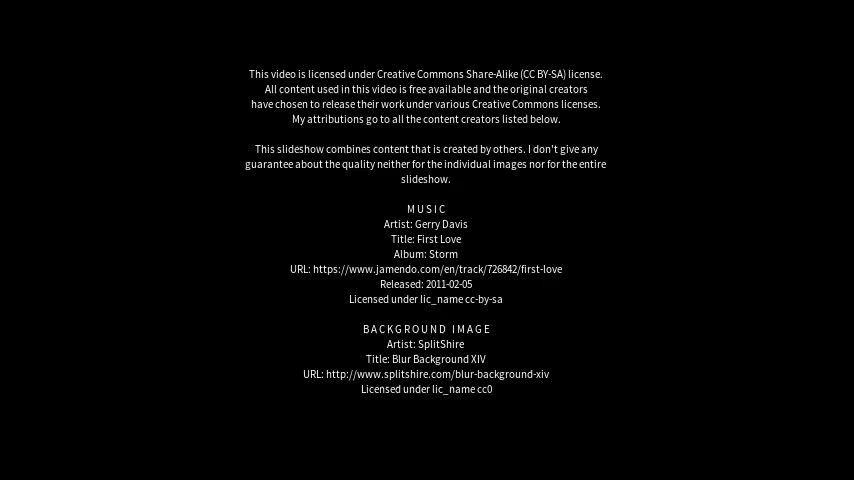 This video is licensed under Creative Commons Share-Alike (CC BY-SA) license.
All content used in this video is free available and the original creators
have chosen to release their work under various Creative Commons licenses.
My attributions go to all the content creators listed below.
This slideshow combines content that is created by others. I don't give any
guarantee about the quality neither for the individual images nor for the entire
slideshow.
MUSIC
Artist: Gerry Davis
Title: First Love
Album: Storm
URL: https://www.jamendo.com/en/track/726842/first-love
Released: 2011-02-05
Licensed under lic_name cc-by-sa
BACKGROUND IMAGE
Artist: SplitShire
Title: Blur Background XIV
URL: http://www.splitshire.com/blur-background-xiv
Licensed under lic_name cc0